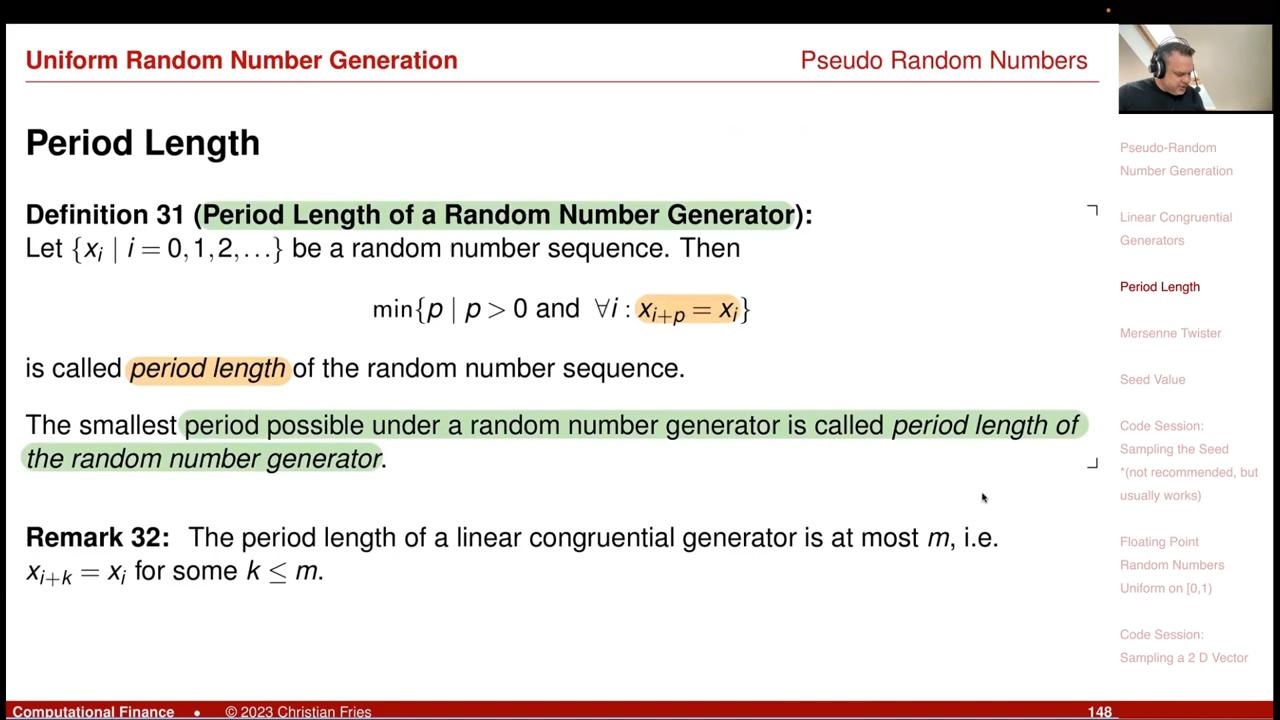 Uniform Random Number Generation
Pseudo Random Numbers
Period Length
Definition 31 (Period Length of a Random Number Generator):
Let {xᵢ | i = 0, 1, 2, …} be a random number sequence. Then
min{p | p > 0 and ∀i : xᵢ₊ₚ = xᵢ}
is called period length of the random number sequence.
The smallest period possible under a random number generator is called period length of
the random number generator.
Remark 32: The period length of a linear congruential generator is at most m, i.e.
xᵢ₊ₖ = xᵢ for some k ≤ m.
Pseudo-Random
Number Generation
Linear Congruential
Generators
Period Length
Mersenne Twister
Seed Value
Code Session:
Sampling the Seed
*(not recommended, but
usually works)
Floating Point
Random Numbers
Uniform on [0,1)
Code Session:
Sampling a 2 D Vector
Computational Finance • © 2023 Christian Fries
148